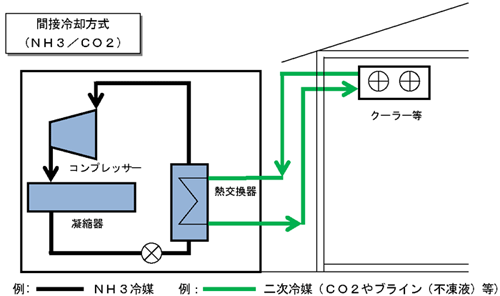 間接冷却方式
（ＮＨ３／ＣＯ２）
クーラー等
コンプレッサー
熱交換器
凝縮器
例： ＮＨ３冷媒 例： 二次冷媒（ＣＯ２やブライン（不凍液）等）